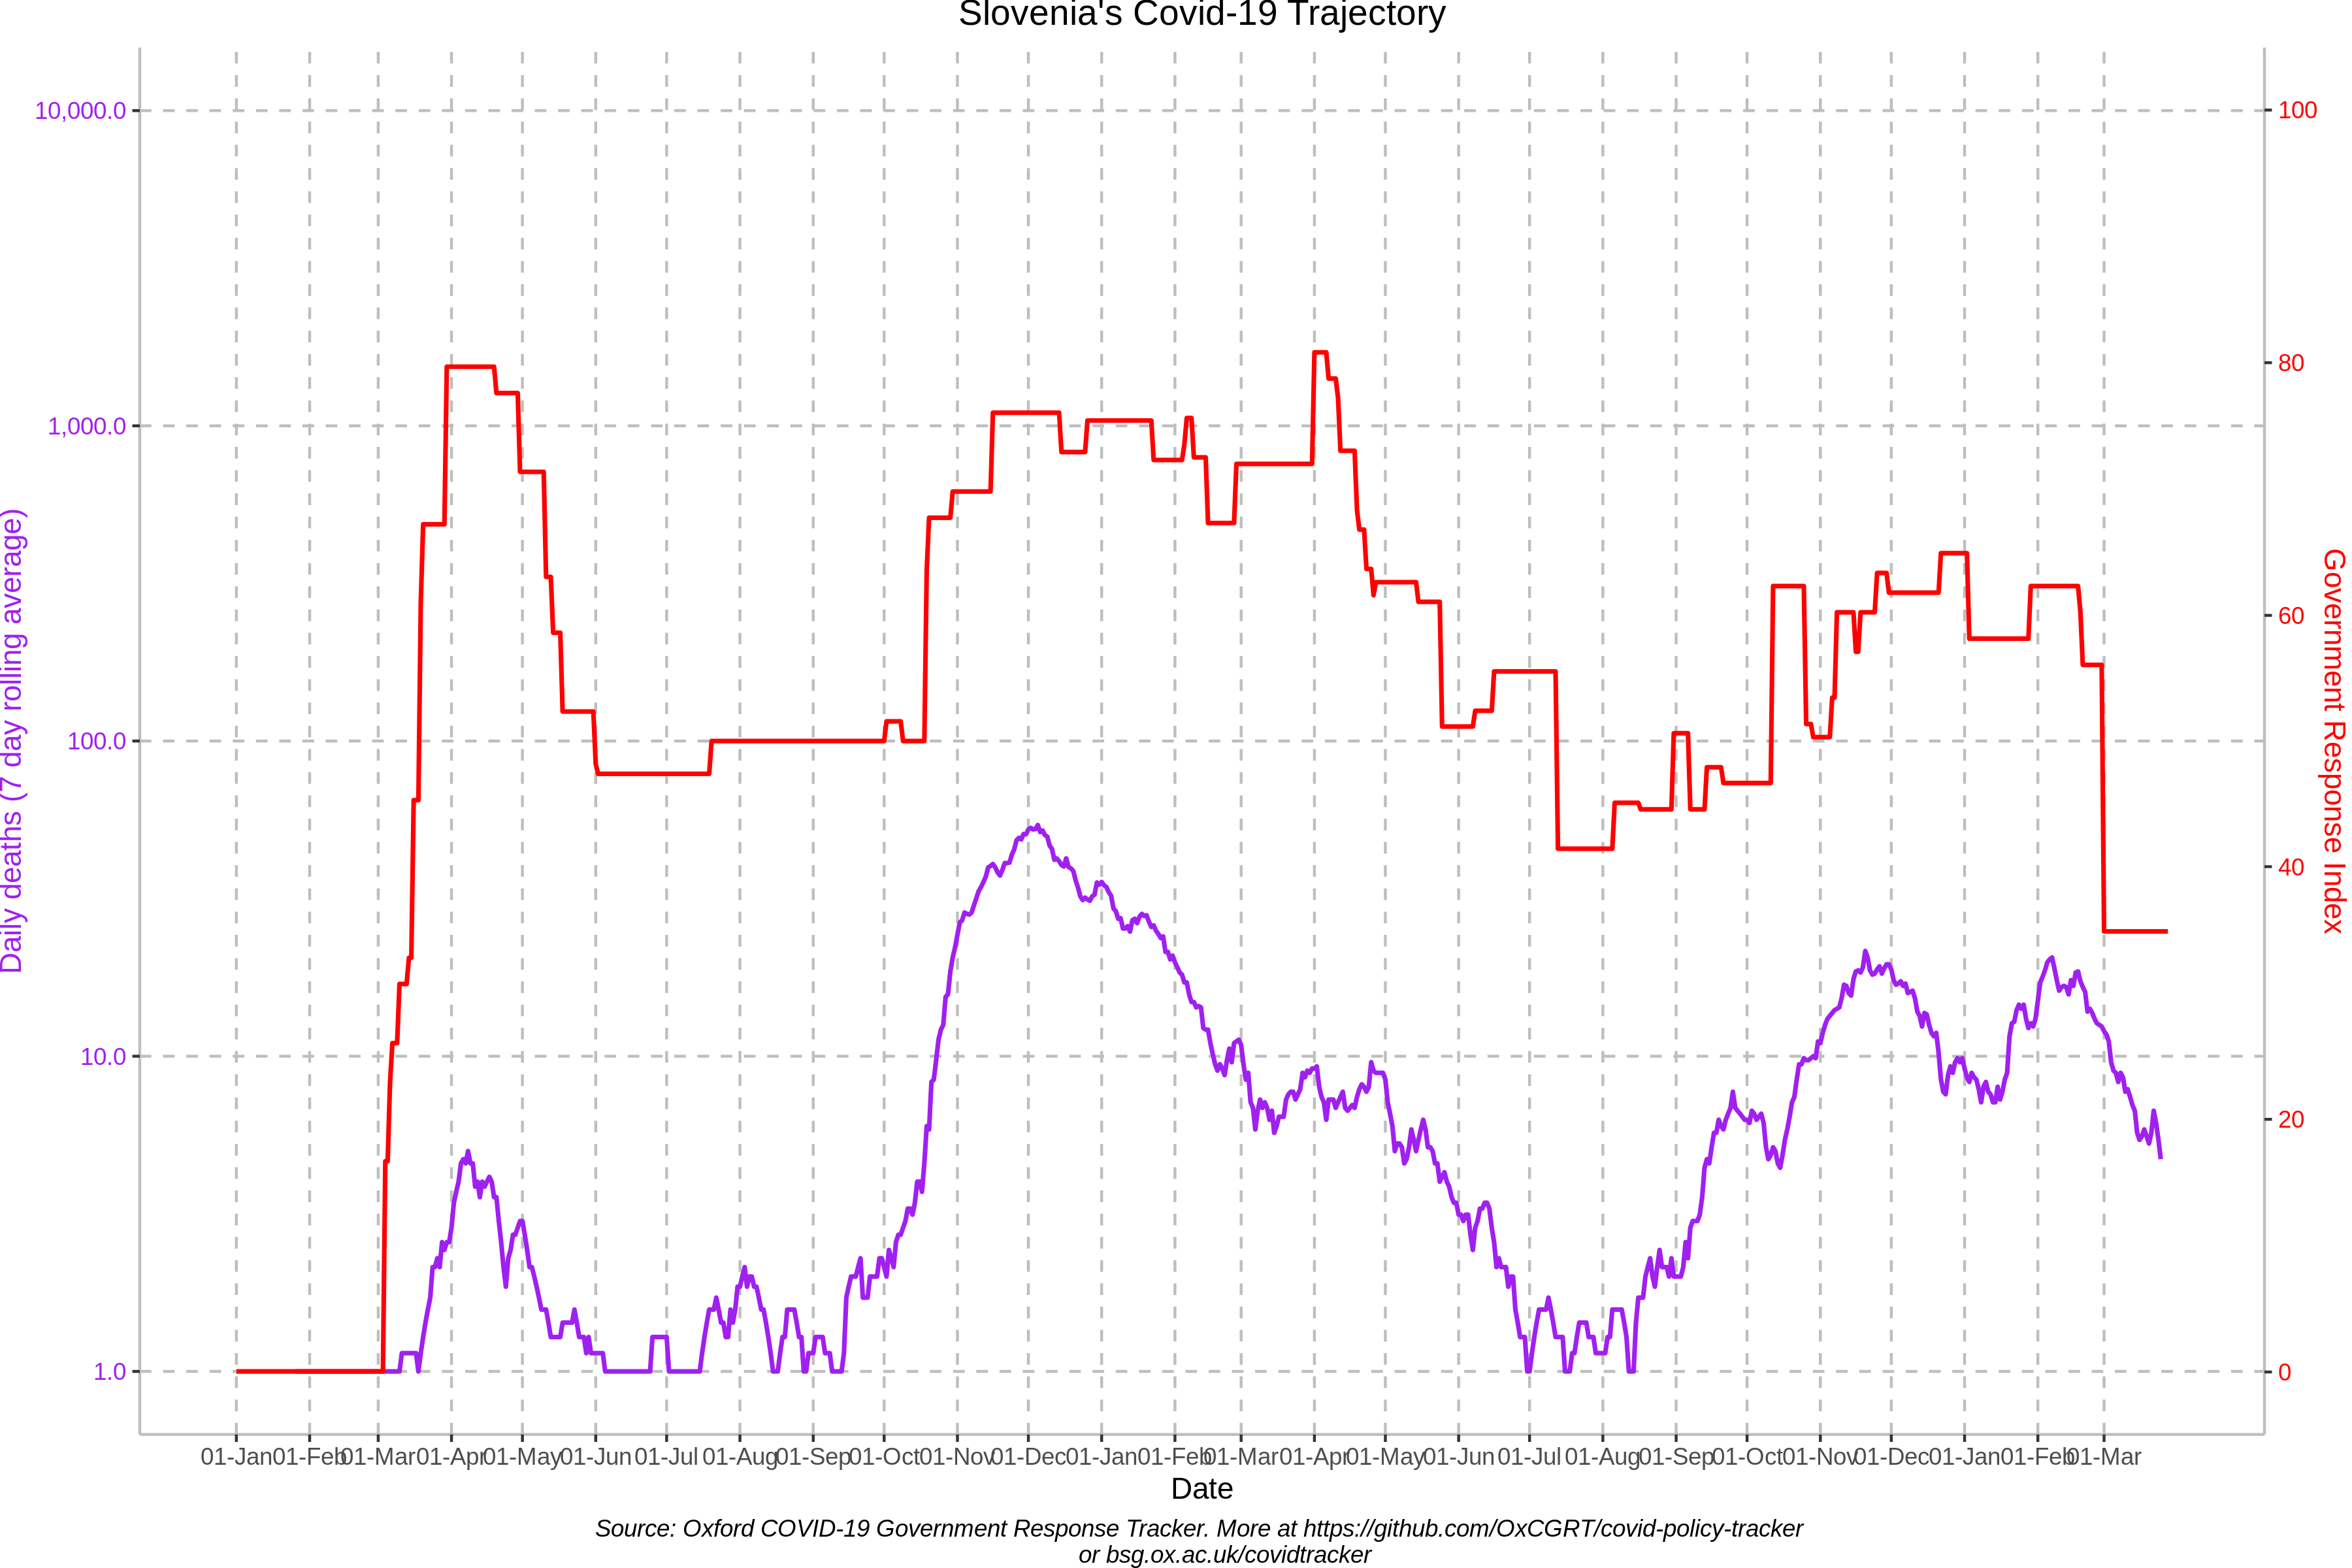 Slovenia's Covid-19 Trajectory
10,000.0
1,000.0
100.0
10.0
1.0
Daily deaths (7 day rolling average)
100
80
60
40
20
0
Government Response Index
01-Jan 01-Feb 01-Mar 01-Apr 01-May 01-Jun 01-Jul 01-Aug 01-Sep 01-Oct 01-Nov 01-Dec 01-Jan 01-Feb 01-Mar 01-Apr 01-May 01-Jun 01-Jul 01-Aug 01-Sep 01-Oct 01-Nov 01-Dec 01-Jan 01-Feb 01-Mar
Date
Source: Oxford COVID-19 Government Response Tracker. More at https://github.com/OxCGRT/covid-policy-tracker
or bsg.ox.ac.uk/covidtracker